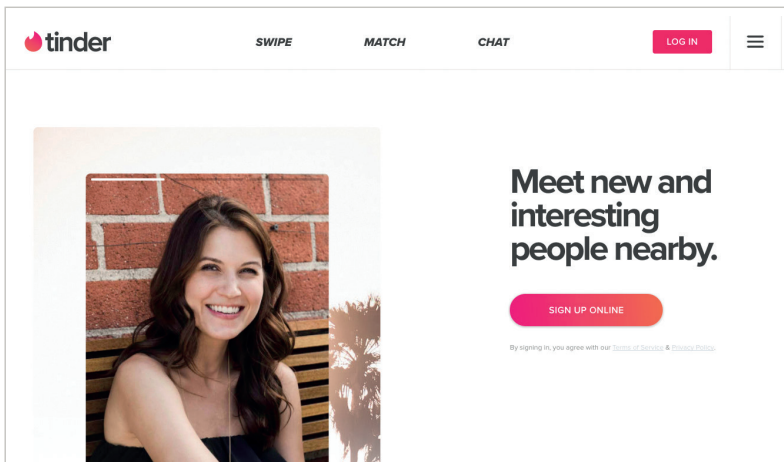 tinder
SWIPE
MATCH
CHAT
LOG IN
Meet new and
interesting
people nearby.
SIGN UP ONLINE
By signing in, you agree with our Terms of Service & Privacy Policy.